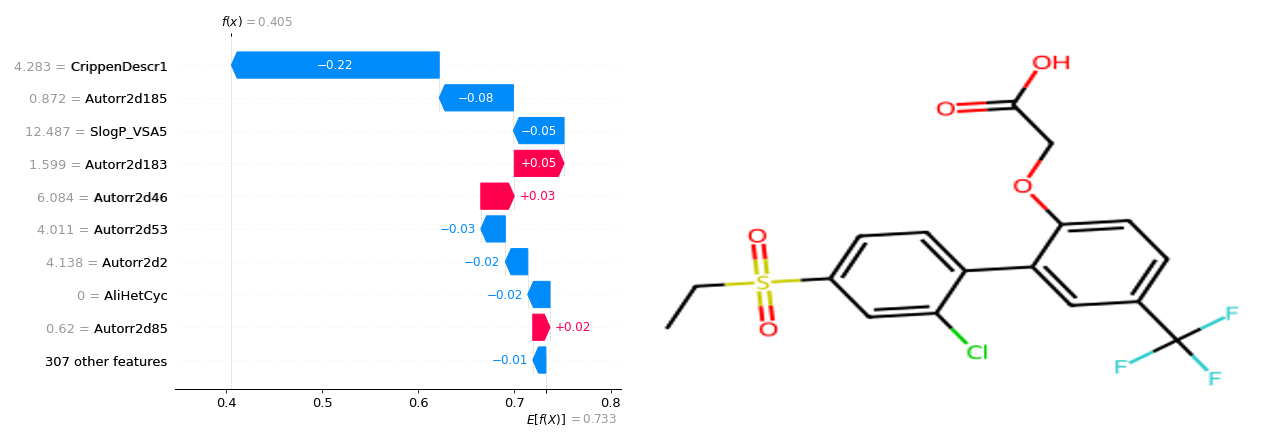 f(x) = 0.405
4.283 = CrippenDescr1 −0.22
0.872 = Autorr2d185 −0.08
12.487 = SlogP_VSA5 −0.05
1.599 = Autorr2d183 +0.05
6.084 = Autorr2d46 +0.03
4.011 = Autorr2d53 −0.03
4.138 = Autorr2d2 −0.02
0 = AliHetCyc −0.02
0.62 = Autorr2d85 +0.02
307 other features −0.01
0.4 0.5 0.6 0.7 0.8
E[f(X)] = 0.733
OH
O
O
O
S
O
Cl
F
F
F